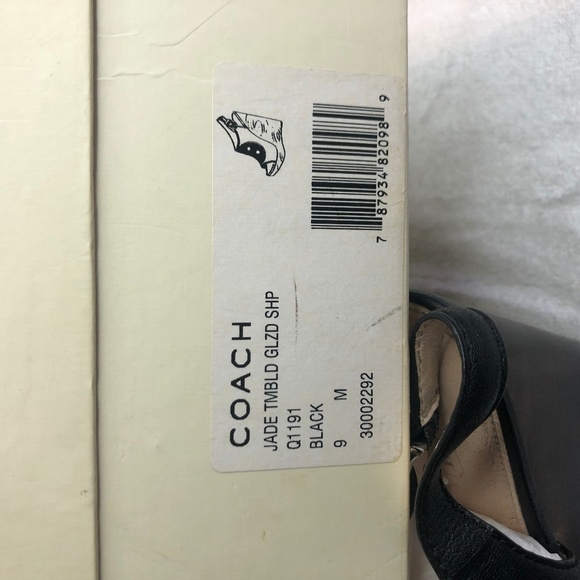 COACH
JADE TMBLD GLZD SHP
Q1191
BLACK
9 M
30002292
7 87934 82098 9